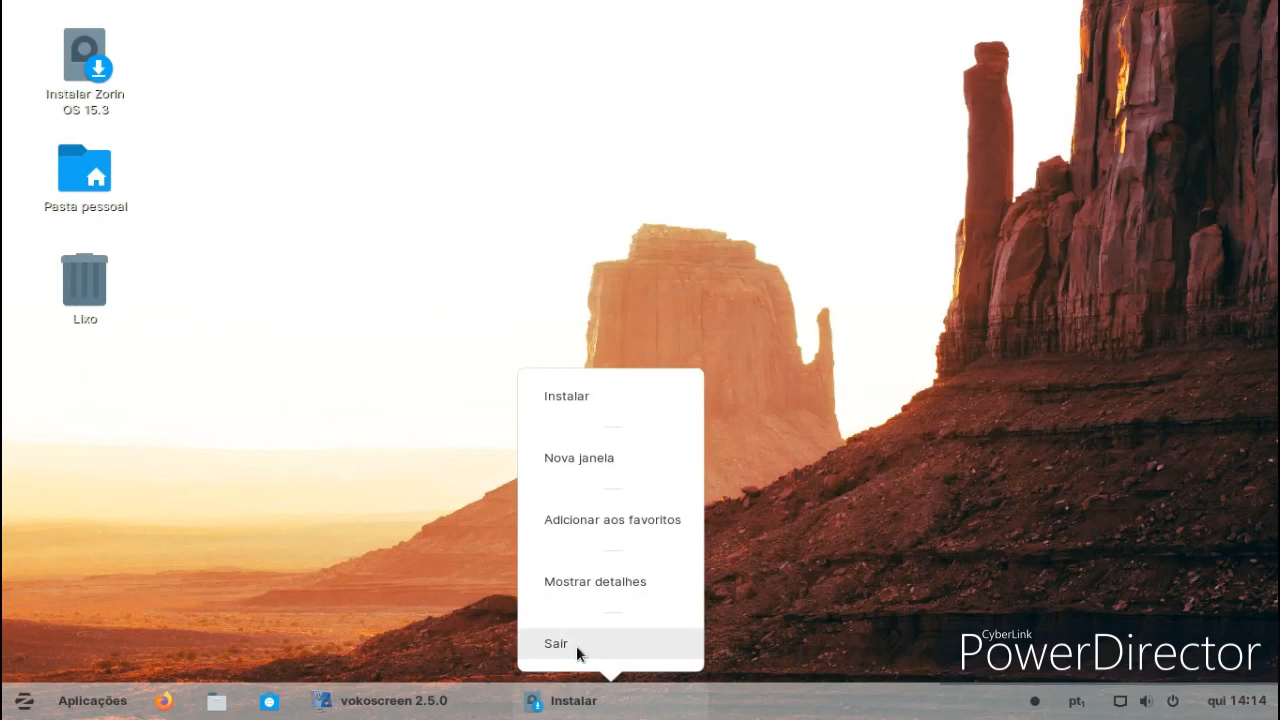 Instalar Zorin
OS 15.3
Pasta pessoal
Lixo
Instalar
Nova janela
Adicionar aos favoritos
Mostrar detalhes
Sair
CyberLink
PowerDirector
Aplicações
vokoscreen 2.5.0
Instalar
pt₁
qui 14:14